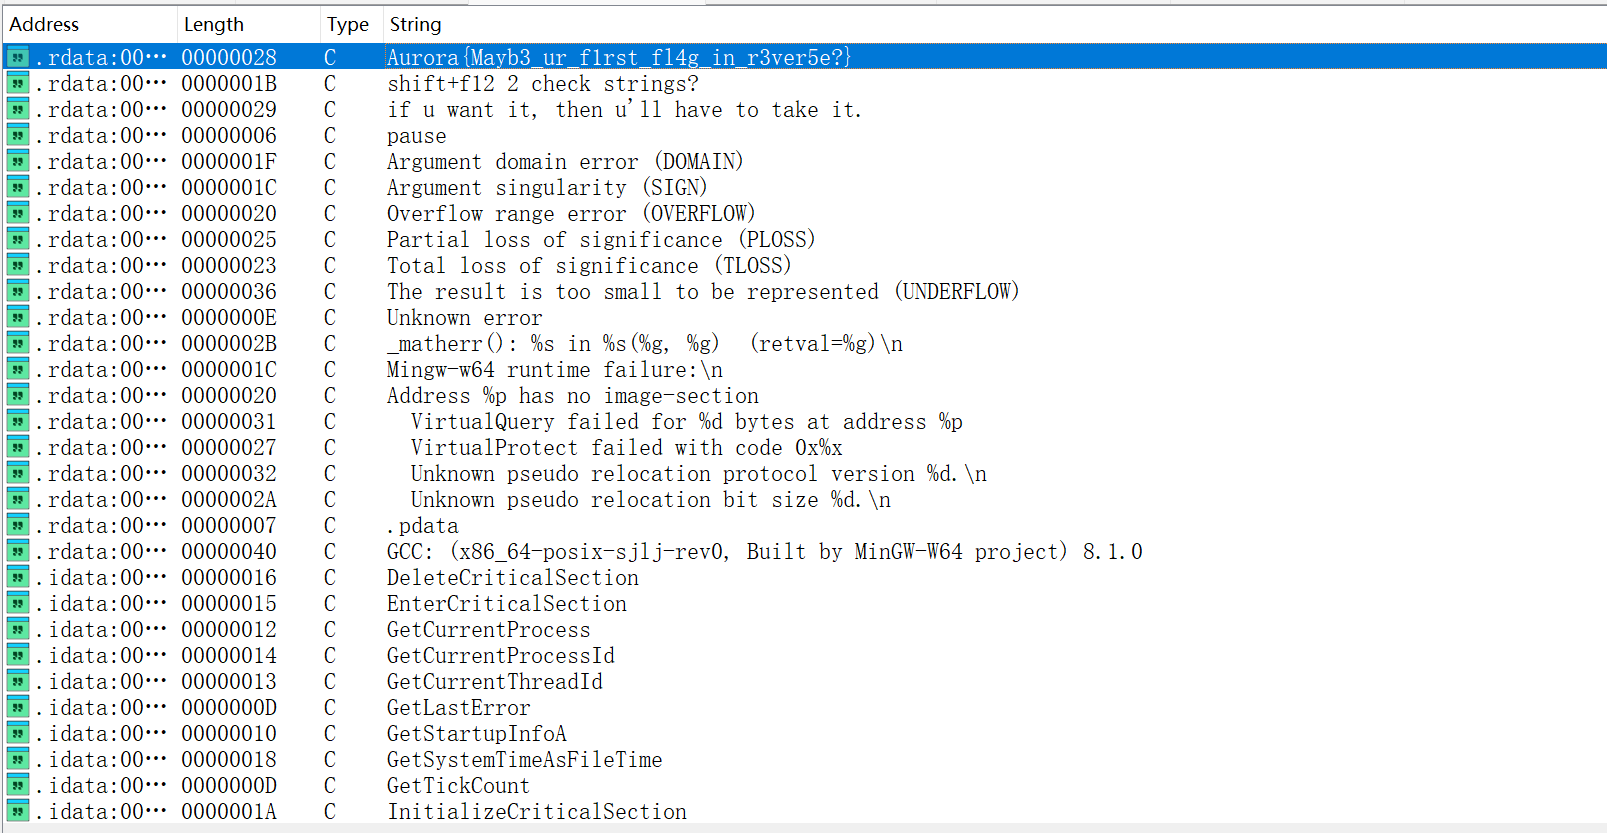 Address Length Type String
.rdata:00··· 00000028 C Aurora{Mayb3_ur_f1rst_fl4g_in_r3ver5e?}
.rdata:00··· 0000001B C shift+f12 2 check strings?
.rdata:00··· 00000029 C if u want it, then u'll have to take it.
.rdata:00··· 00000006 C pause
.rdata:00··· 0000001F C Argument domain error (DOMAIN)
.rdata:00··· 0000001C C Argument singularity (SIGN)
.rdata:00··· 00000020 C Overflow range error (OVERFLOW)
.rdata:00··· 00000025 C Partial loss of significance (PLOSS)
.rdata:00··· 00000023 C Total loss of significance (TLOSS)
.rdata:00··· 00000036 C The result is too small to be represented (UNDERFLOW)
.rdata:00··· 0000000E C Unknown error
.rdata:00··· 0000002B C _matherr(): %s in %s(%g, %g)  (retval=%g)\n
.rdata:00··· 0000001C C Mingw-w64 runtime failure:\n
.rdata:00··· 00000020 C Address %p has no image-section
.rdata:00··· 00000031 C   VirtualQuery failed for %d bytes at address %p
.rdata:00··· 00000027 C   VirtualProtect failed with code 0x%x
.rdata:00··· 00000032 C   Unknown pseudo relocation protocol version %d.\n
.rdata:00··· 0000002A C   Unknown pseudo relocation bit size %d.\n
.rdata:00··· 00000007 C .pdata
.rdata:00··· 00000040 C GCC: (x86_64-posix-sjlj-rev0, Built by MinGW-W64 project) 8.1.0
.idata:00··· 00000016 C DeleteCriticalSection
.idata:00··· 00000015 C EnterCriticalSection
.idata:00··· 00000012 C GetCurrentProcess
.idata:00··· 00000014 C GetCurrentProcessId
.idata:00··· 00000013 C GetCurrentThreadId
.idata:00··· 0000000D C GetLastError
.idata:00··· 00000010 C GetStartupInfoA
.idata:00··· 00000018 C GetSystemTimeAsFileTime
.idata:00··· 0000000D C GetTickCount
.idata:00··· 0000001A C InitializeCriticalSection